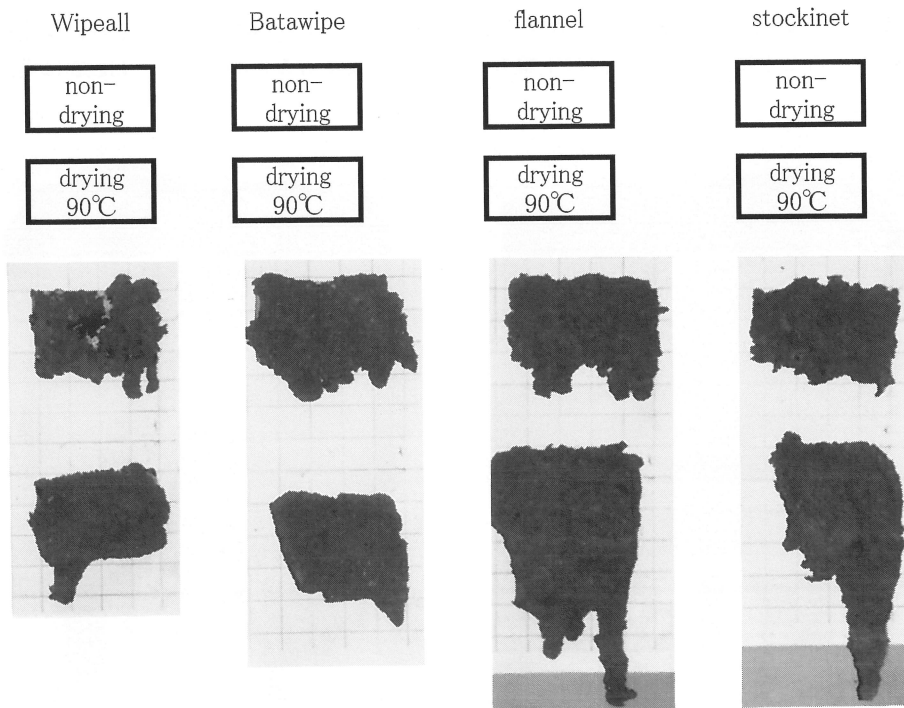 Wipeall Batawipe flannel stockinet
non-
drying
non-
drying
non-
drying
non-
drying
drying
90℃
drying
90℃
drying
90℃
drying
90℃